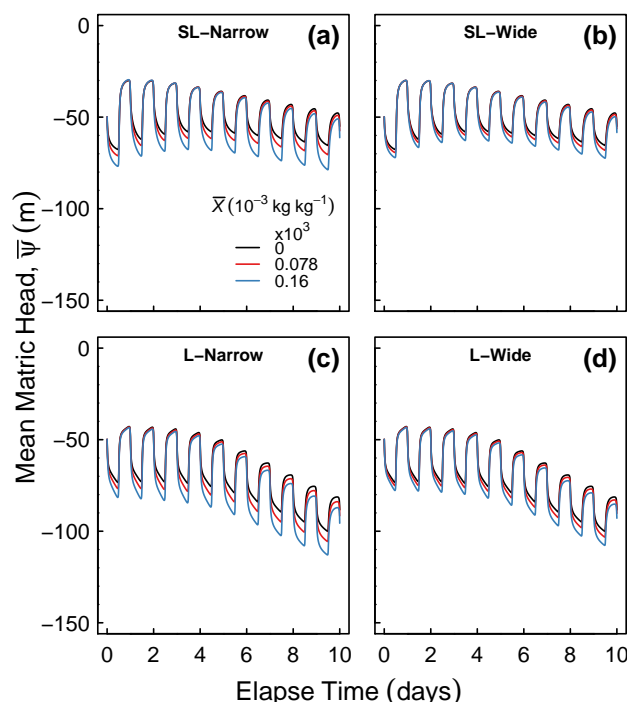 SL−Narrow (a)
SL−Wide (b)
0
−50
−100
−150
X̅ (10⁻³ kg kg⁻¹)
x10³
0
0.078
0.16
L−Narrow (c)
L−Wide (d)
0
−50
−100
−150
0 2 4 6 8 10
0 2 4 6 8 10
Mean Matric Head, ψ̅ (m)
Elapse Time (days)